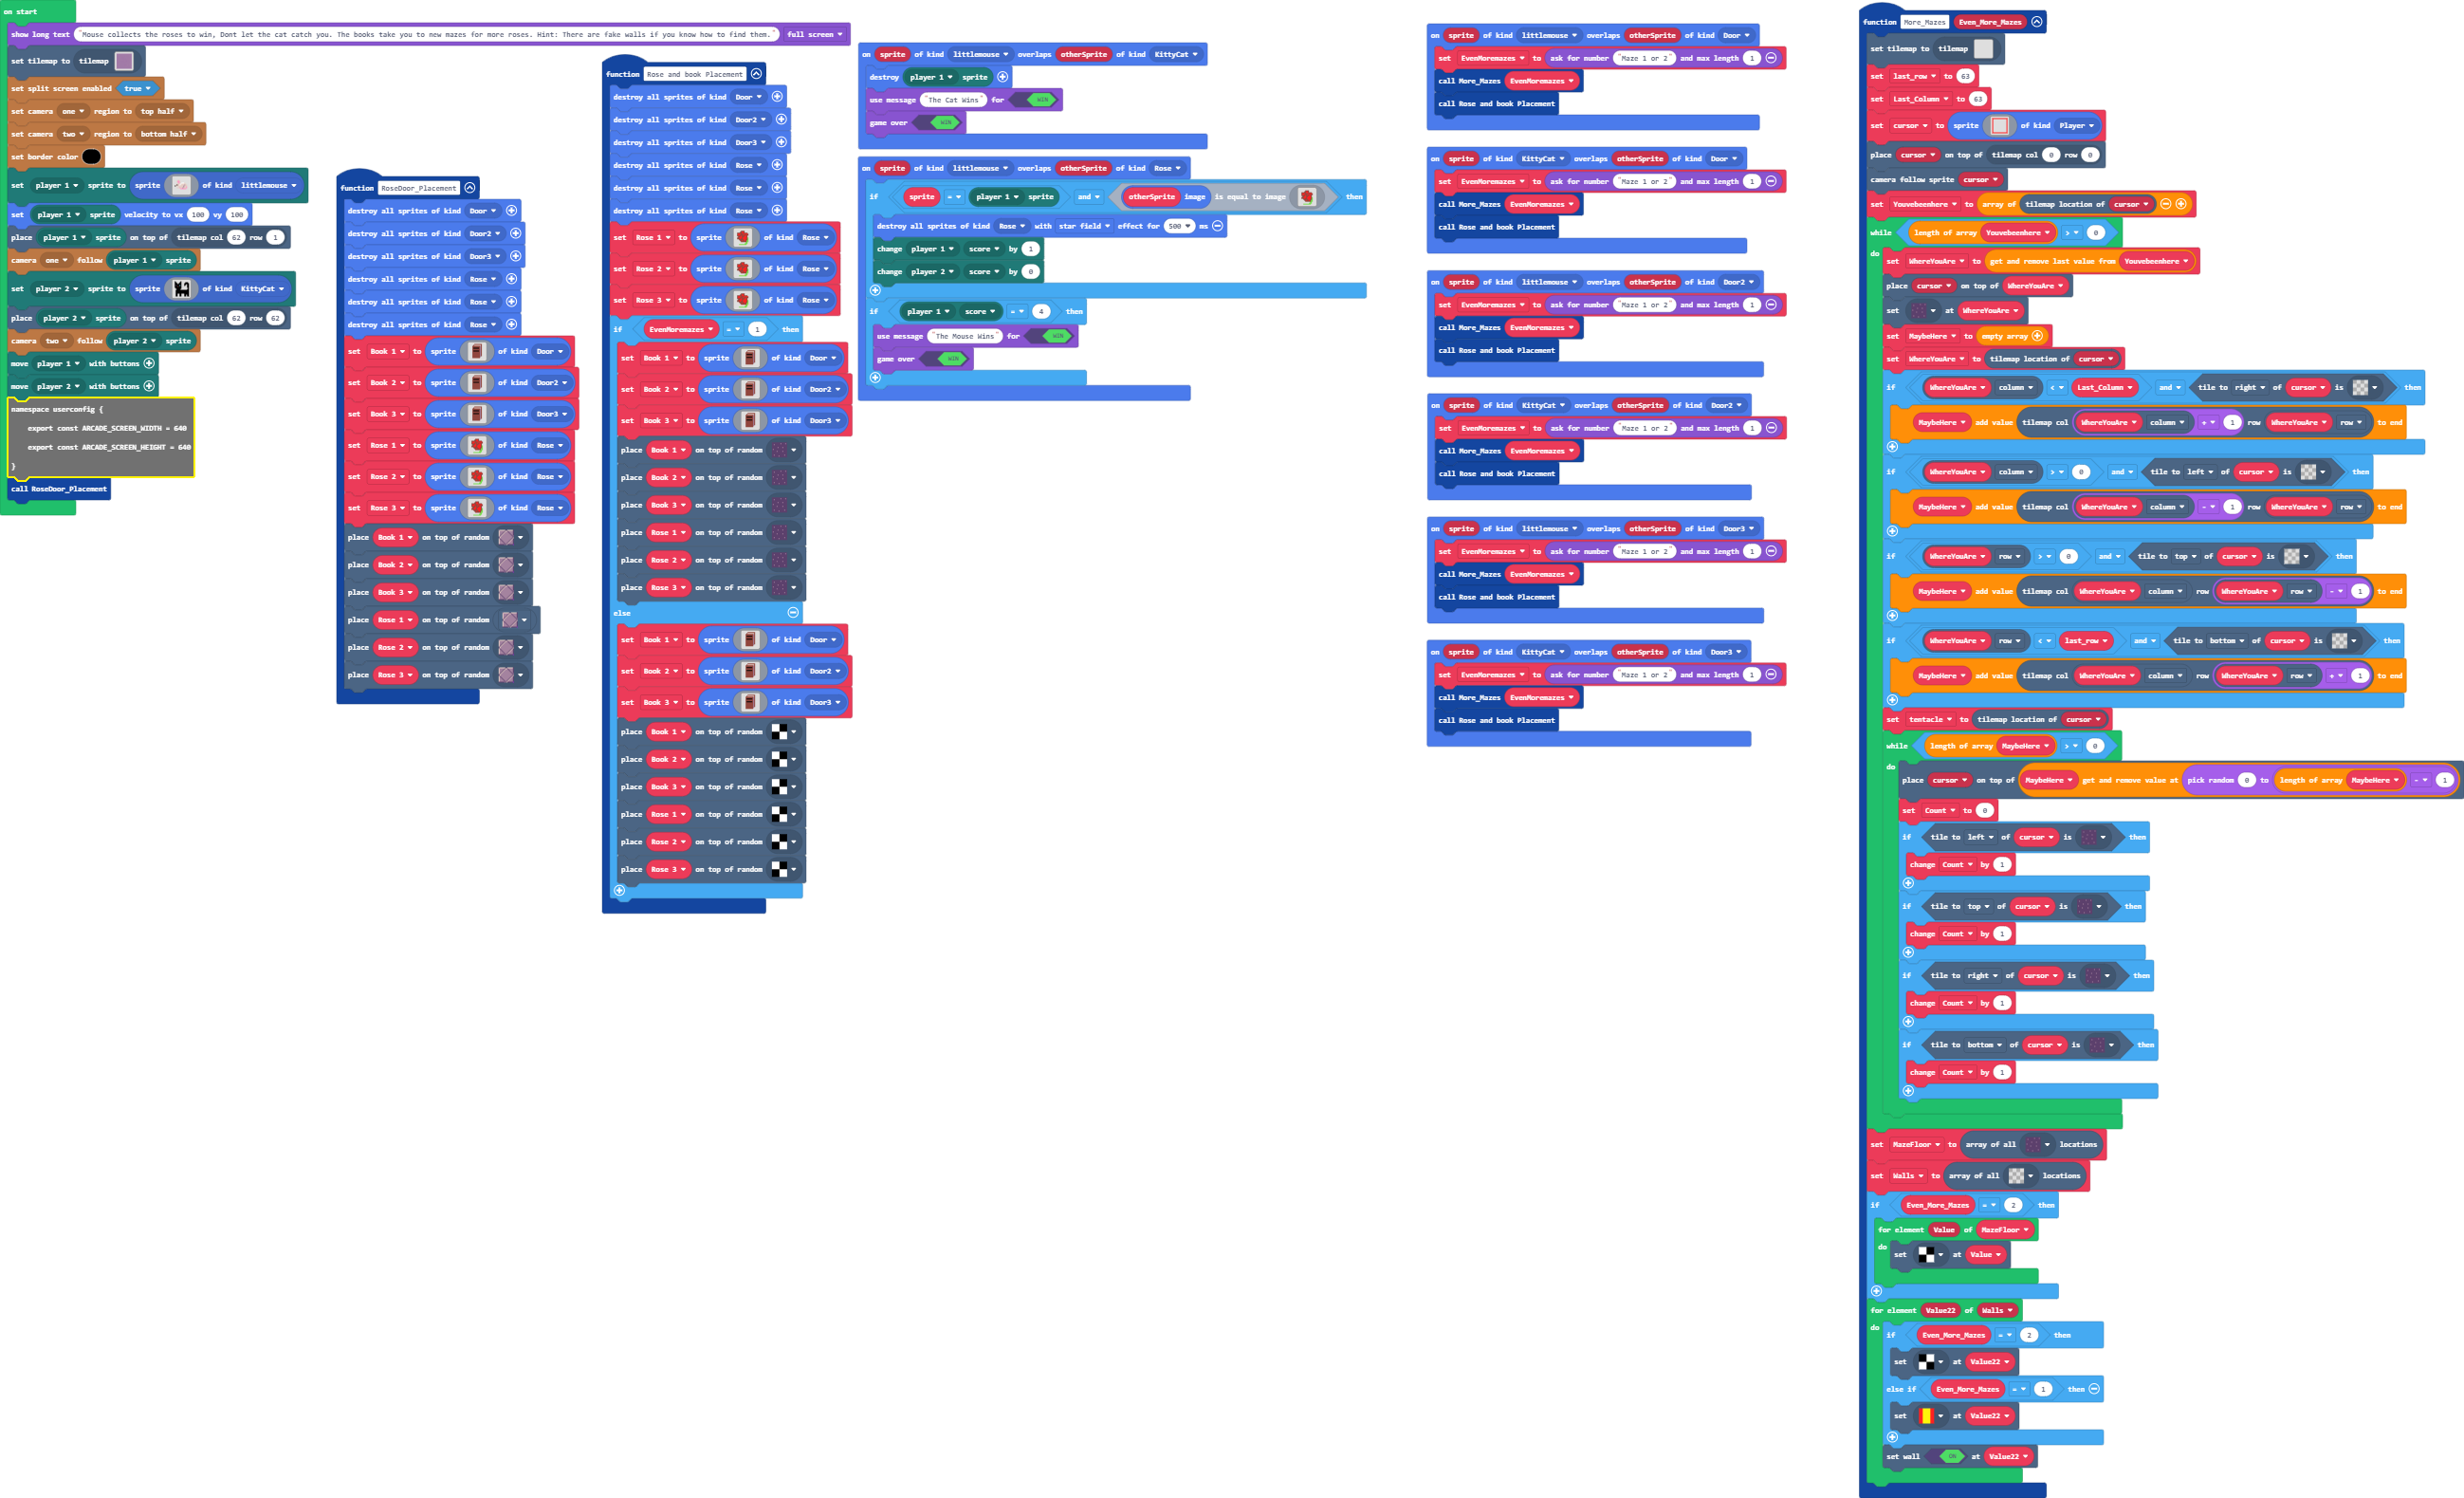 on start
show long text "Mouse collects the roses to win, Dont let the cat catch you. The books take you to new mazes for more roses. Hint: There are fake walls if you know how to find them." full screen
set tilemap to tilemap
set split screen enabled true
set camera one region to top half
set camera two region to bottom half
set border color
set player 1 sprite to sprite of kind littlemouse
set player 1 sprite velocity to vx 100 vy 100
place player 1 sprite on top of tilemap col 62 row 1
camera one follow player 1 sprite
set player 2 sprite to sprite of kind KittyCat
place player 2 sprite on top of tilemap col 62 row 62
camera two follow player 2 sprite
move player 1 with buttons
move player 2 with buttons
namespace userconfig {
export const ARCADE_SCREEN_WIDTH = 640
export const ARCADE_SCREEN_HEIGHT = 640
}
call RoseDoor_Placement
function RoseDoor_Placement
destroy all sprites of kind Door
destroy all sprites of kind Door2
destroy all sprites of kind Door3
destroy all sprites of kind Rose
destroy all sprites of kind Rose
destroy all sprites of kind Rose
set Book 1 to sprite of kind Door
set Book 2 to sprite of kind Door2
set Book 3 to sprite of kind Door3
set Rose 1 to sprite of kind Rose
set Rose 2 to sprite of kind Rose
set Rose 3 to sprite of kind Rose
place Book 1 on top of random
place Book 2 on top of random
place Book 3 on top of random
place Rose 1 on top of random
place Rose 2 on top of random
place Rose 3 on top of random
function Rose and book Placement
destroy all sprites of kind Door
destroy all sprites of kind Door2
destroy all sprites of kind Door3
destroy all sprites of kind Rose
destroy all sprites of kind Rose
destroy all sprites of kind Rose
set Rose 1 to sprite of kind Rose
set Rose 2 to sprite of kind Rose
set Rose 3 to sprite of kind Rose
if EvenMoremazes = 1 then
set Book 1 to sprite of kind Door
set Book 2 to sprite of kind Door2
set Book 3 to sprite of kind Door3
place Book 1 on top of random
place Book 2 on top of random
place Book 3 on top of random
place Rose 1 on top of random
place Rose 2 on top of random
place Rose 3 on top of random
else
set Book 1 to sprite of kind Door
set Book 2 to sprite of kind Door2
set Book 3 to sprite of kind Door3
place Book 1 on top of random
place Book 2 on top of random
place Book 3 on top of random
place Rose 1 on top of random
place Rose 2 on top of random
place Rose 3 on top of random
on sprite of kind littlemouse overlaps otherSprite of kind KittyCat
destroy player 1 sprite
use message "The Cat Wins" for WIN
game over WIN
on sprite of kind littlemouse overlaps otherSprite of kind Rose
if sprite = player 1 sprite and otherSprite image is equal to image then
destroy all sprites of kind Rose with star field effect for 500 ms
change player 1 score by 1
change player 2 score by 0
if player 1 score = 4 then
use message "The Mouse Wins" for WIN
game over WIN
on sprite of kind littlemouse overlaps otherSprite of kind Door
set EvenMoremazes to ask for number "Maze 1 or 2" and max length 1
call More_Mazes EvenMoremazes
call Rose and book Placement
on sprite of kind KittyCat overlaps otherSprite of kind Door
set EvenMoremazes to ask for number "Maze 1 or 2" and max length 1
call More_Mazes EvenMoremazes
call Rose and book Placement
on sprite of kind littlemouse overlaps otherSprite of kind Door2
set EvenMoremazes to ask for number "Maze 1 or 2" and max length 1
call More_Mazes EvenMoremazes
call Rose and book Placement
on sprite of kind KittyCat overlaps otherSprite of kind Door2
set EvenMoremazes to ask for number "Maze 1 or 2" and max length 1
call More_Mazes EvenMoremazes
call Rose and book Placement
on sprite of kind littlemouse overlaps otherSprite of kind Door3
set EvenMoremazes to ask for number "Maze 1 or 2" and max length 1
call More_Mazes EvenMoremazes
call Rose and book Placement
on sprite of kind KittyCat overlaps otherSprite of kind Door3
set EvenMoremazes to ask for number "Maze 1 or 2" and max length 1
call More_Mazes EvenMoremazes
call Rose and book Placement
function More_Mazes Even_More_Mazes
set tilemap to tilemap
set last_row to 63
set Last_Column to 63
set cursor to sprite of kind Player
place cursor on top of tilemap col 0 row 0
camera follow sprite cursor
set Youvebeenhere to array of tilemap location of cursor
while length of array Youvebeenhere > 0
do set WhereYouAre to get and remove last value from Youvebeenhere
place cursor on top of WhereYouAre
set at WhereYouAre
set MaybeHere to empty array
set WhereYouAre to tilemap location of cursor
if WhereYouAre column < Last_Column and tile to right of cursor is then
MaybeHere add value tilemap col WhereYouAre column + 1 row WhereYouAre row to end
if WhereYouAre column > 0 and tile to left of cursor is then
MaybeHere add value tilemap col WhereYouAre column - 1 row WhereYouAre row to end
if WhereYouAre row > 0 and tile to top of cursor is then
MaybeHere add value tilemap col WhereYouAre column row WhereYouAre row - 1 to end
if WhereYouAre row < last_row and tile to bottom of cursor is then
MaybeHere add value tilemap col WhereYouAre column row WhereYouAre row + 1 to end
set tentacle to tilemap location of cursor
while length of array MaybeHere > 0
do place cursor on top of MaybeHere get and remove value at pick random 0 to length of array MaybeHere - 1
set Count to 0
if tile to left of cursor is then
change Count by 1
if tile to top of cursor is then
change Count by 1
if tile to right of cursor is then
change Count by 1
if tile to bottom of cursor is then
change Count by 1
set MazeFloor to array of all locations
set Walls to array of all locations
if Even_More_Mazes = 2 then
for element Value of MazeFloor
do set at Value
for element Value22 of Walls
do if Even_More_Mazes = 2 then
set at Value22
else if Even_More_Mazes = 1 then
set at Value22
set wall ON at Value22